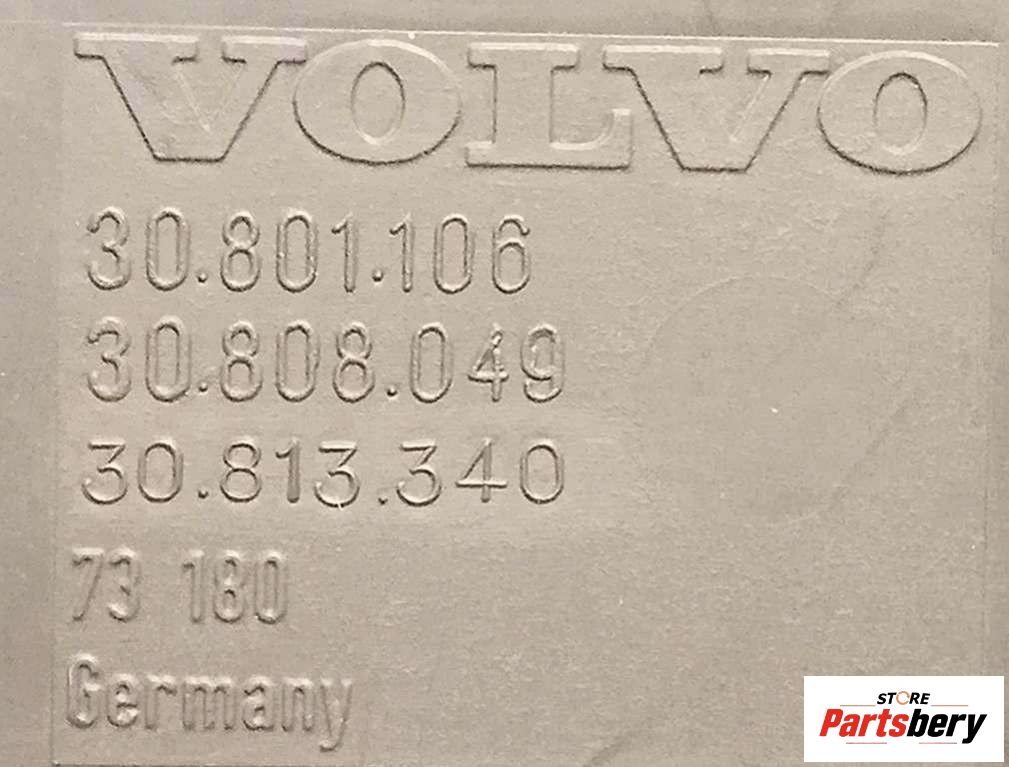 VOLVO
30.801.106
30.808.049
30.813.340
73 180
Germany
STORE
Partsbery